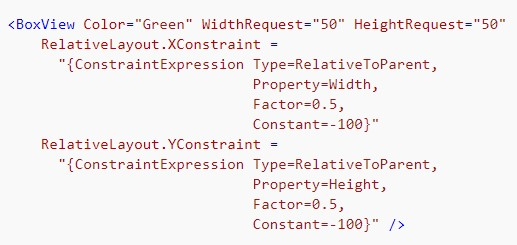 <BoxView Color="Green" WidthRequest="50" HeightRequest="50"
    RelativeLayout.XConstraint =
      "{ConstraintExpression Type=RelativeToParent,
                             Property=Width,
                             Factor=0.5,
                             Constant=-100}"
    RelativeLayout.YConstraint =
      "{ConstraintExpression Type=RelativeToParent,
                             Property=Height,
                             Factor=0.5,
                             Constant=-100}" />